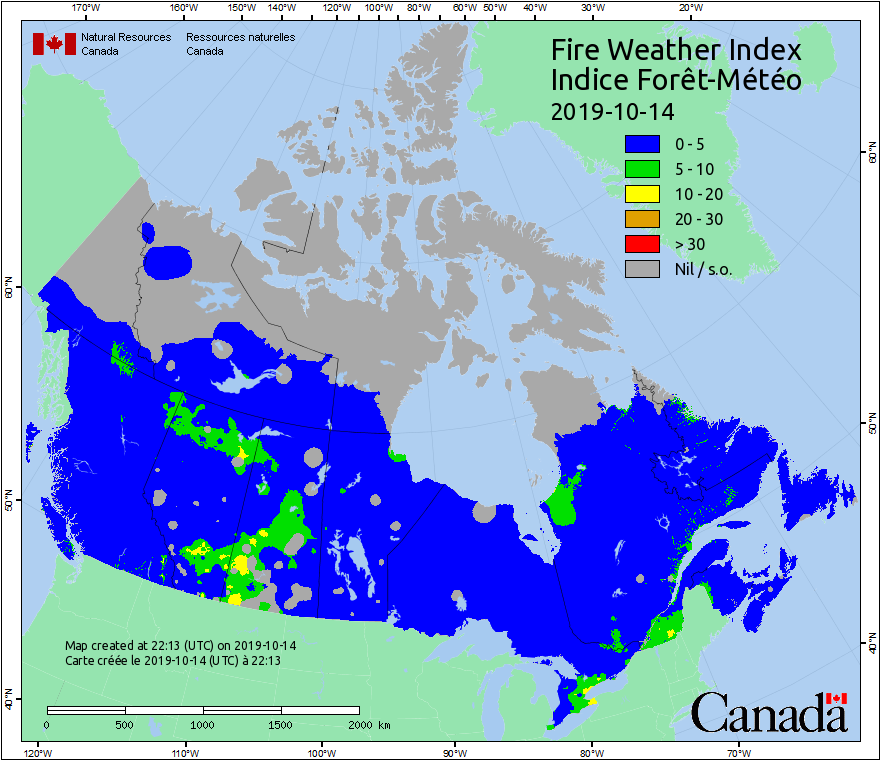 170°W 160°W 150°W 140°W 130°W 120°W 110°W 100°W 90°W 80°W 60°W 50°W 40°W 30°W 20°W
Natural Resources Ressources naturelles
Canada Canada
Fire Weather Index
Indice Forêt-Météo
2019-10-14
0 - 5
5 - 10
10 - 20
20 - 30
> 30
Nil / s.o.
60°N
60°N
50°N
50°N
40°N
40°N
Map created at 22:13 (UTC) on 2019-10-14
Carte créée le 2019-10-14 (UTC) à 22:13
0 500 1000 1500 2000 km
Canada
120°W 110°W 100°W 90°W 80°W 70°W